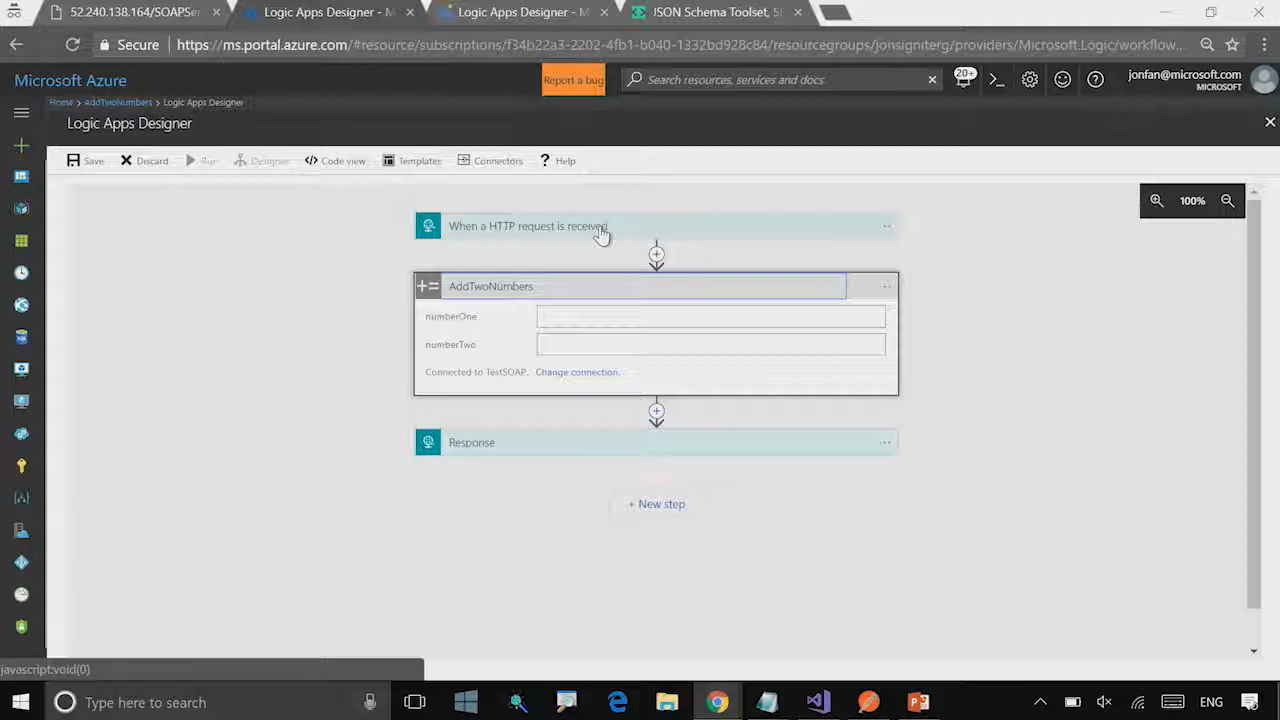 52.240.138.164/SOAPSer
Logic Apps Designer - M
Logic Apps Designer - M
JSON Schema Toolset, 5
Secure
https://ms.portal.azure.com/#resource/subscriptions/f34b22a3-2202-4fb1-b040-1332bd928c84/resourcegroups/jonsigniterg/providers/Microsoft.Logic/workflow...
Microsoft Azure
Report a bug
Search resources, services and docs
20+
jonfan@microsoft.com
MICROSOFT
Home > AddTwoNumbers > Logic Apps Designer
Logic Apps Designer
Save
Discard
Run
Designer
Code view
Templates
Connectors
Help
100%
When a HTTP request is received
AddTwoNumbers
numberOne
numberTwo
Connected to TestSOAP. Change connection.
Response
+ New step
javascript:void(0)
Type here to search
ENG